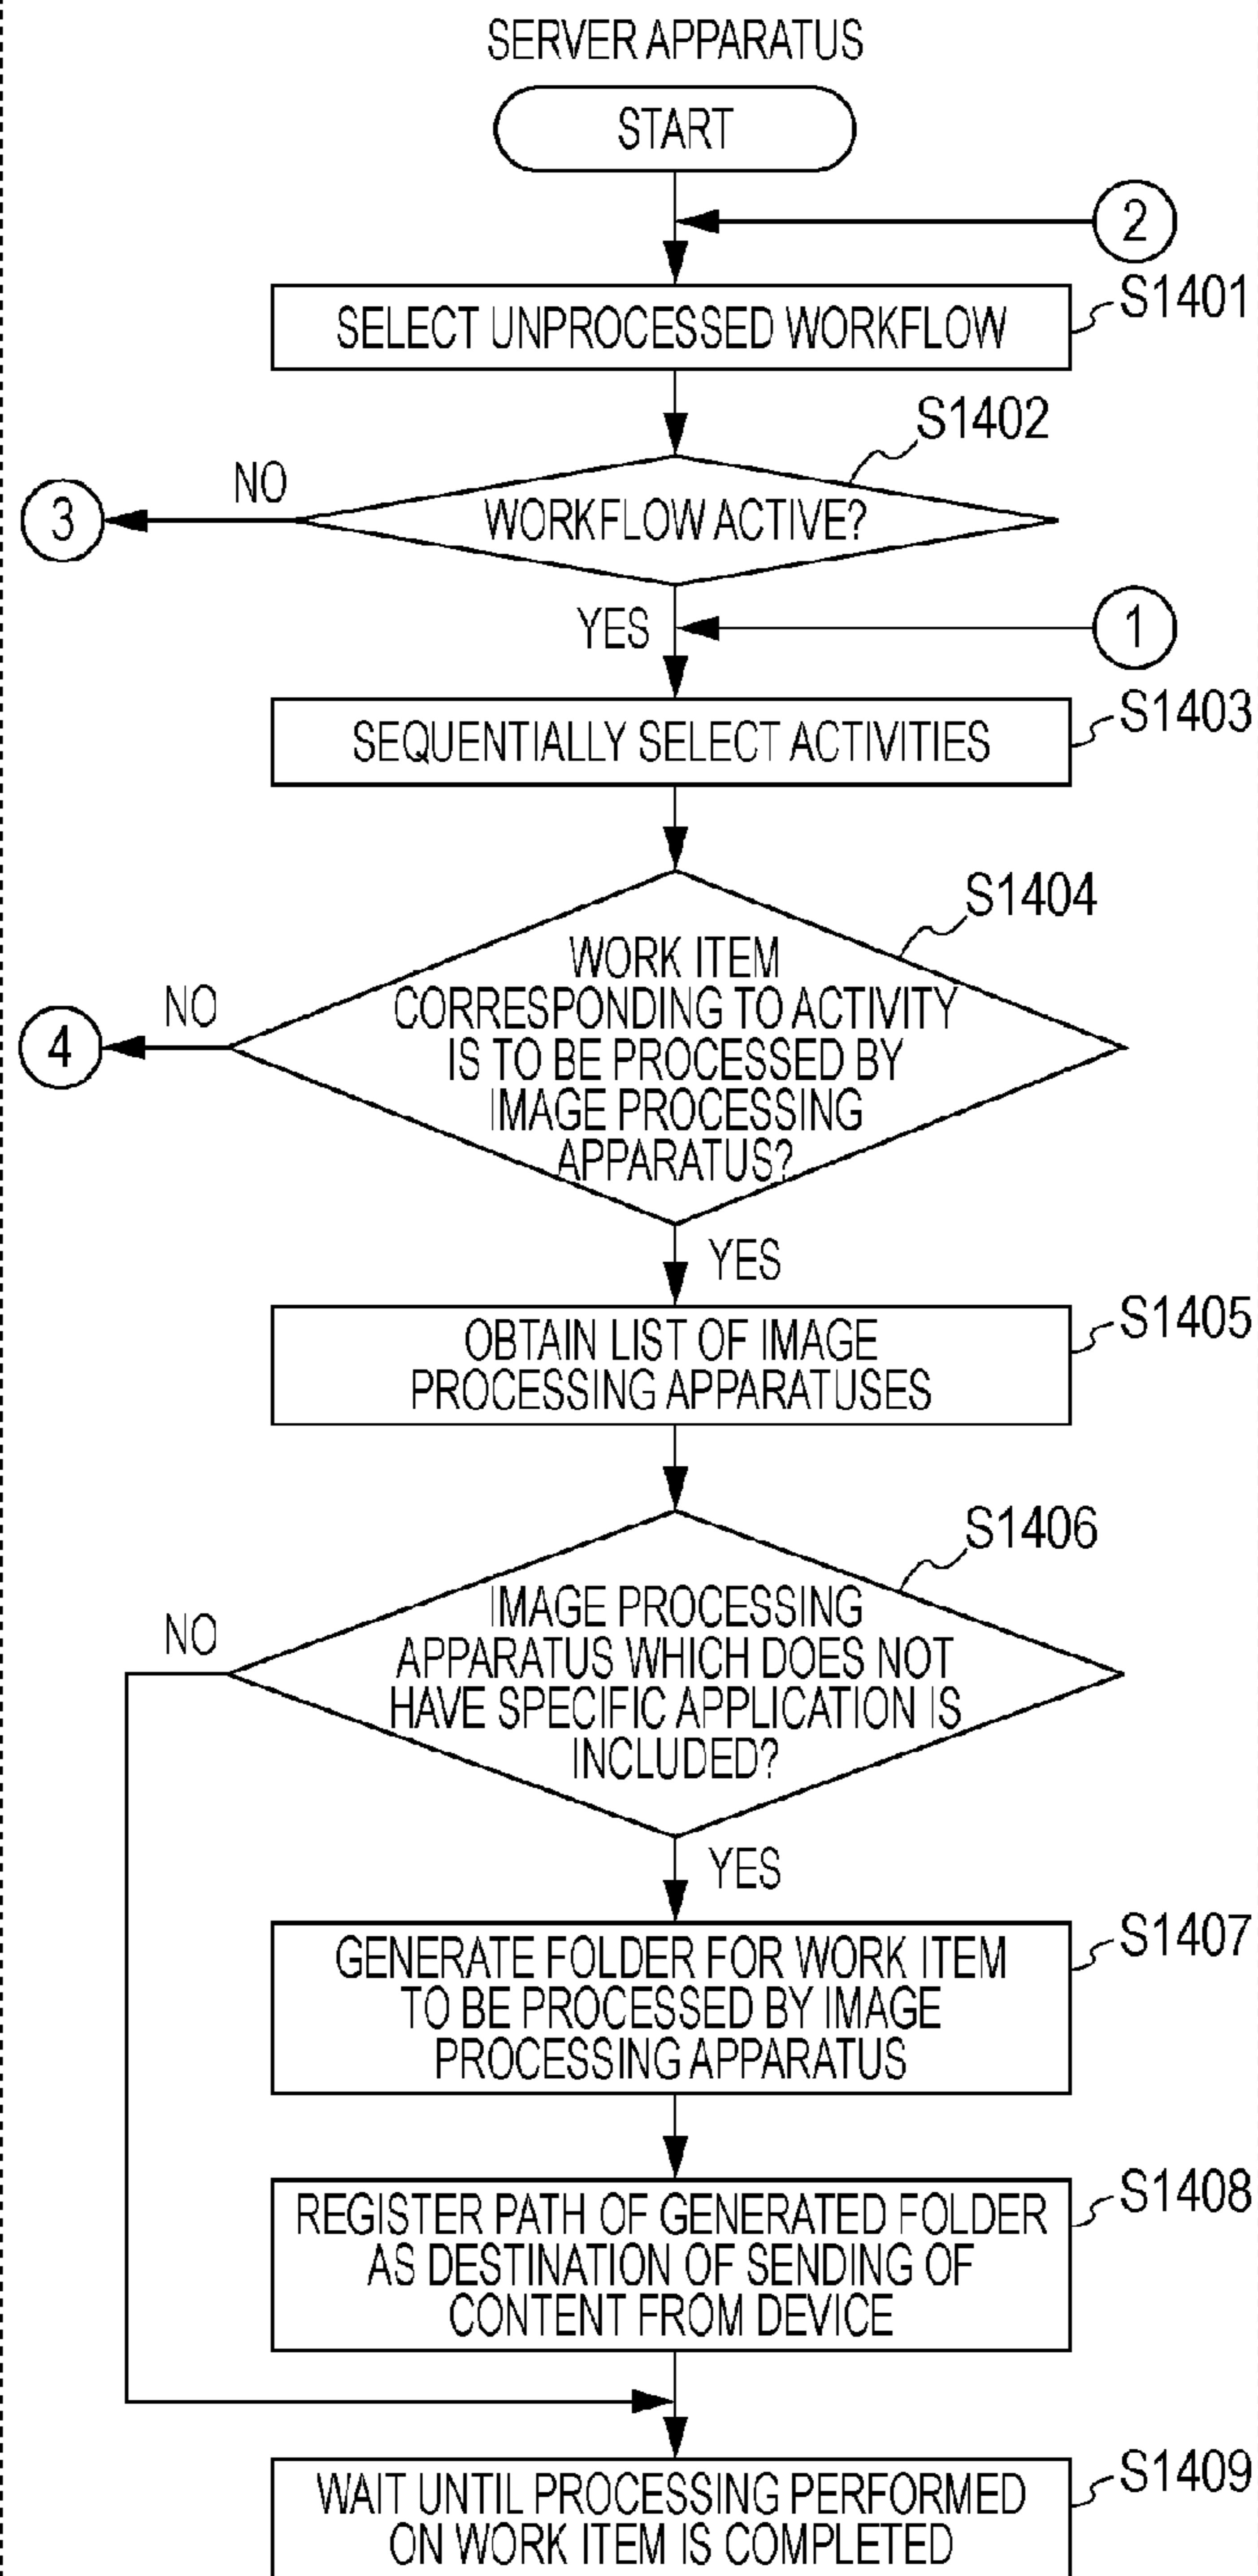 SERVER APPARATUS
START
2
S1401
SELECT UNPROCESSED WORKFLOW
S1402
NO
3
WORKFLOW ACTIVE?
YES
1
S1403
SEQUENTIALLY SELECT ACTIVITIES
S1404
WORK ITEM
CORRESPONDING TO ACTIVITY
IS TO BE PROCESSED BY
IMAGE PROCESSING
APPARATUS?
NO
4
YES
S1405
OBTAIN LIST OF IMAGE
PROCESSING APPARATUSES
S1406
IMAGE PROCESSING
APPARATUS WHICH DOES NOT
HAVE SPECIFIC APPLICATION IS
INCLUDED?
NO
YES
S1407
GENERATE FOLDER FOR WORK ITEM
TO BE PROCESSED BY IMAGE
PROCESSING APPARATUS
S1408
REGISTER PATH OF GENERATED FOLDER
AS DESTINATION OF SENDING OF
CONTENT FROM DEVICE
S1409
WAIT UNTIL PROCESSING PERFORMED
ON WORK ITEM IS COMPLETED